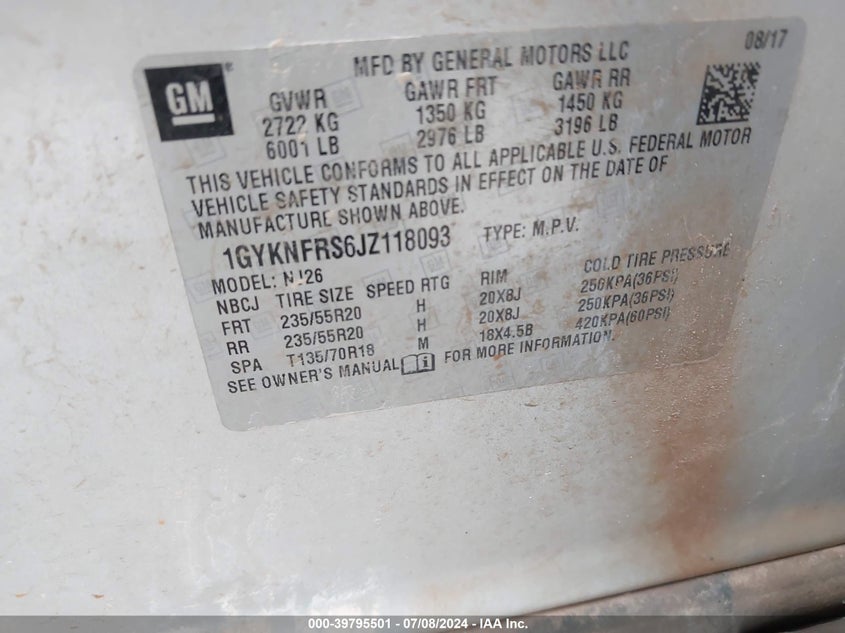 MFD BY GENERAL MOTORS LLC 08/17
GM
GVWR GAWR FRT GAWR RR
2722 KG 1350 KG 1450 KG
6001 LB 2976 LB 3196 LB
THIS VEHICLE CONFORMS TO ALL APPLICABLE U.S. FEDERAL MOTOR
VEHICLE SAFETY STANDARDS IN EFFECT ON THE DATE OF
MANUFACTURE SHOWN ABOVE.
1GYKNFRS6JZ118093 TYPE: M.P.V.
MODEL: NJ26
NBCJ TIRE SIZE SPEED RTG RIM COLD TIRE PRESSURE
FRT 235/55R20 H 20X8J 250KPA(36PSI)
RR 235/55R20 H 20X8J 250KPA(36PSI)
SPA T135/70R18 M 18X4.5B 420KPA(60PSI)
SEE OWNER'S MANUAL FOR MORE INFORMATION.
000-39795501 - 07/08/2024 - IAA Inc.